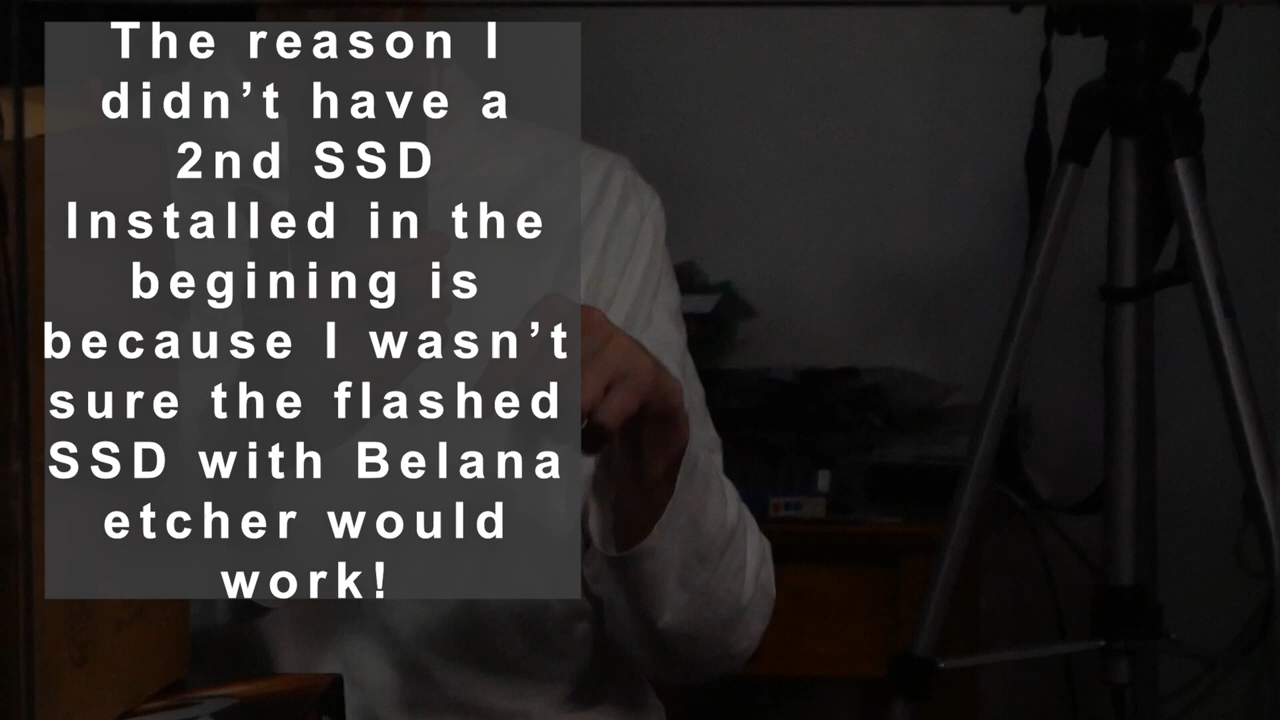 The reason I
didn’t have a
2nd SSD
Installed in the
begining is
because I wasn’t
sure the flashed
SSD with Belana
etcher would
work!